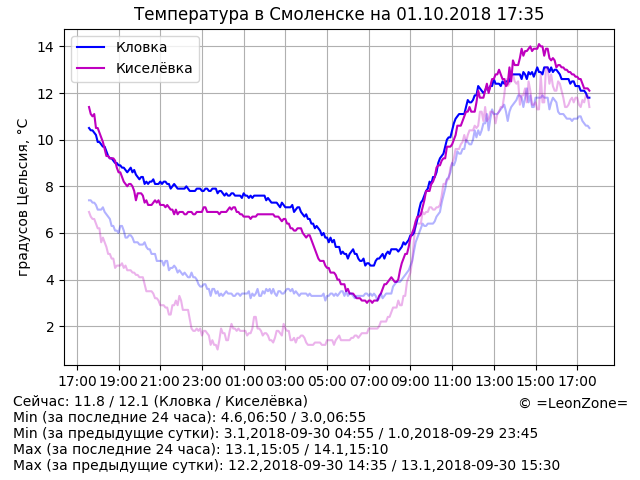 Температура в Смоленске на 01.10.2018 17:35
Кловка
Киселёвка
градусов Цельсия, °C
14
12
10
8
6
4
2
17:00 19:00 21:00 23:00 01:00 03:00 05:00 07:00 09:00 11:00 13:00 15:00 17:00
Сейчас: 11.8 / 12.1 (Кловка / Киселёвка)
© =LeonZone=
Min (за последние 24 часа): 4.6,06:50 / 3.0,06:55
Min (за предыдущие сутки): 3.1,2018-09-30 04:55 / 1.0,2018-09-29 23:45
Max (за последние 24 часа): 13.1,15:05 / 14.1,15:10
Max (за предыдущие сутки): 12.2,2018-09-30 14:35 / 13.1,2018-09-30 15:30